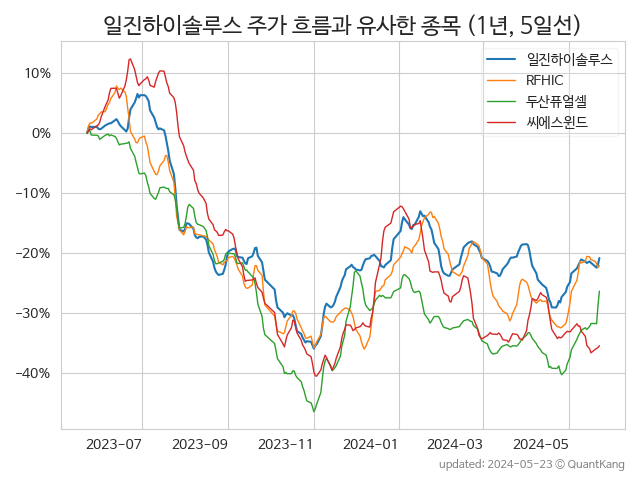 일진하이솔루스 주가 흐름과 유사한 종목 (1년, 5일선)
일진하이솔루스
RFHIC
두산퓨얼셀
씨에스윈드
10%
0%
−10%
−20%
−30%
−40%
2023-07 2023-09 2023-11 2024-01 2024-03 2024-05
updated: 2024-05-23 © QuantKang